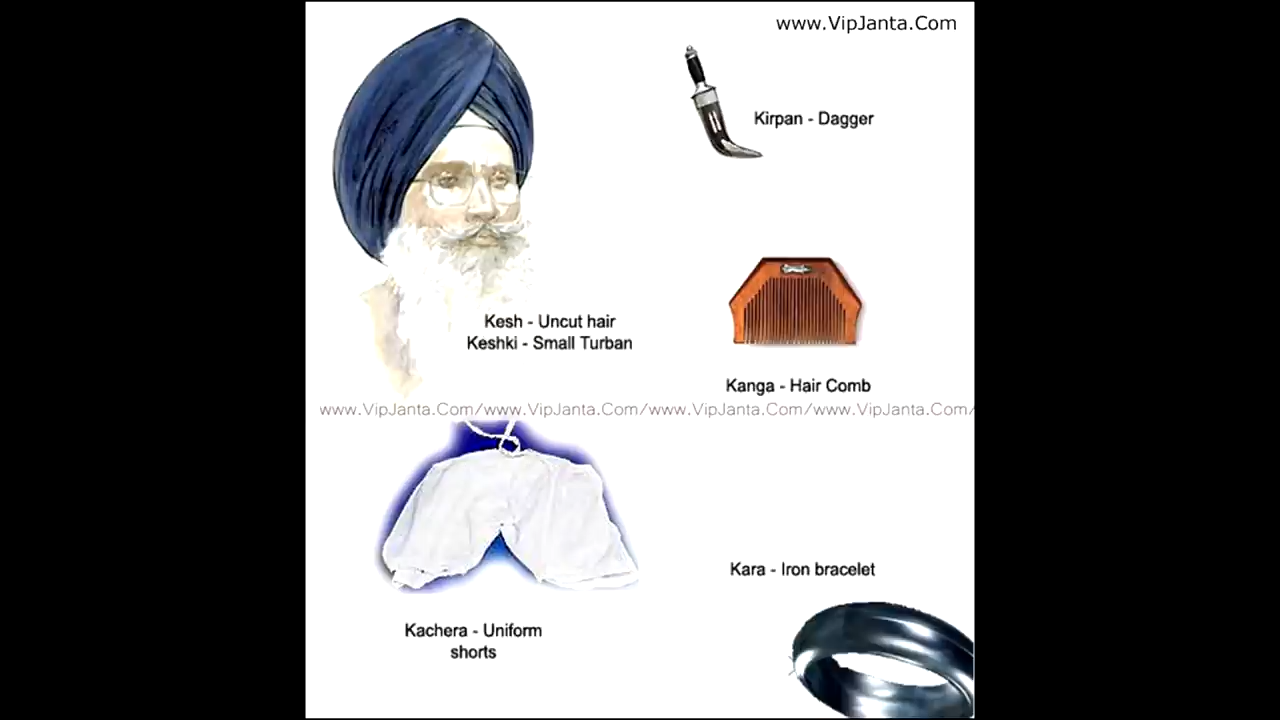 www.VipJanta.Com
Kirpan - Dagger
Kesh - Uncut hair
Keshki - Small Turban
Kanga - Hair Comb
www.VipJanta.Com/www.VipJanta.Com/www.VipJanta.Com/www.VipJanta.Com/
Kara - Iron bracelet
Kachera - Uniform
shorts